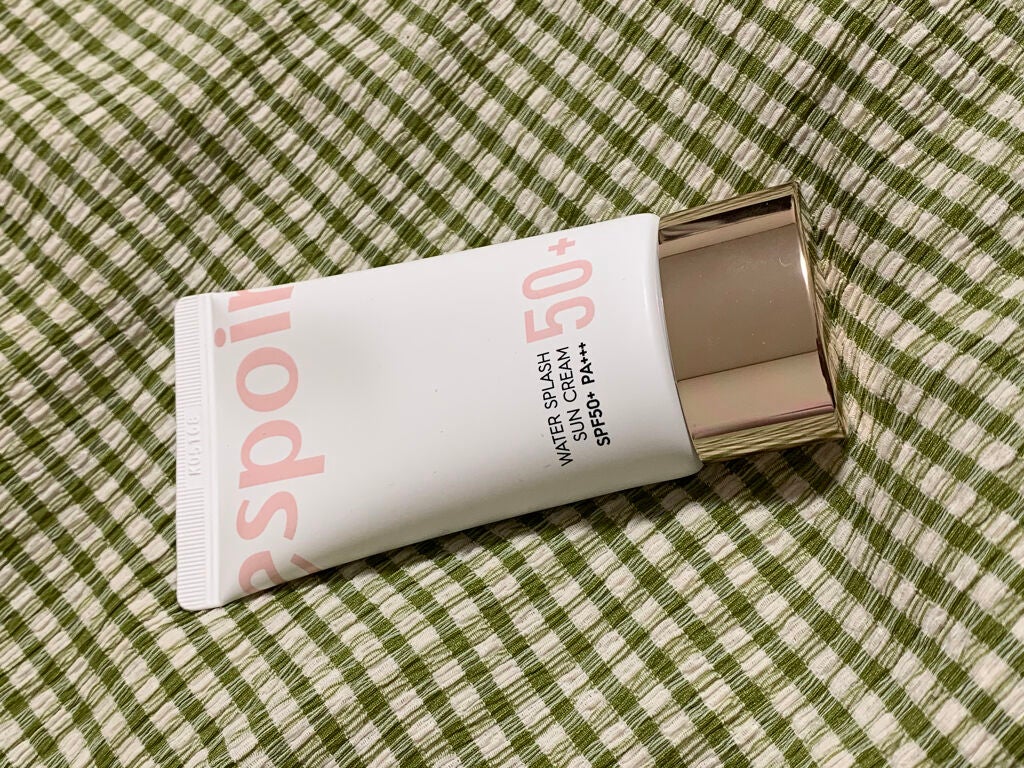 espoir
WATER SPLASH
SUN CREAM
SPF50+ PA+++
50+